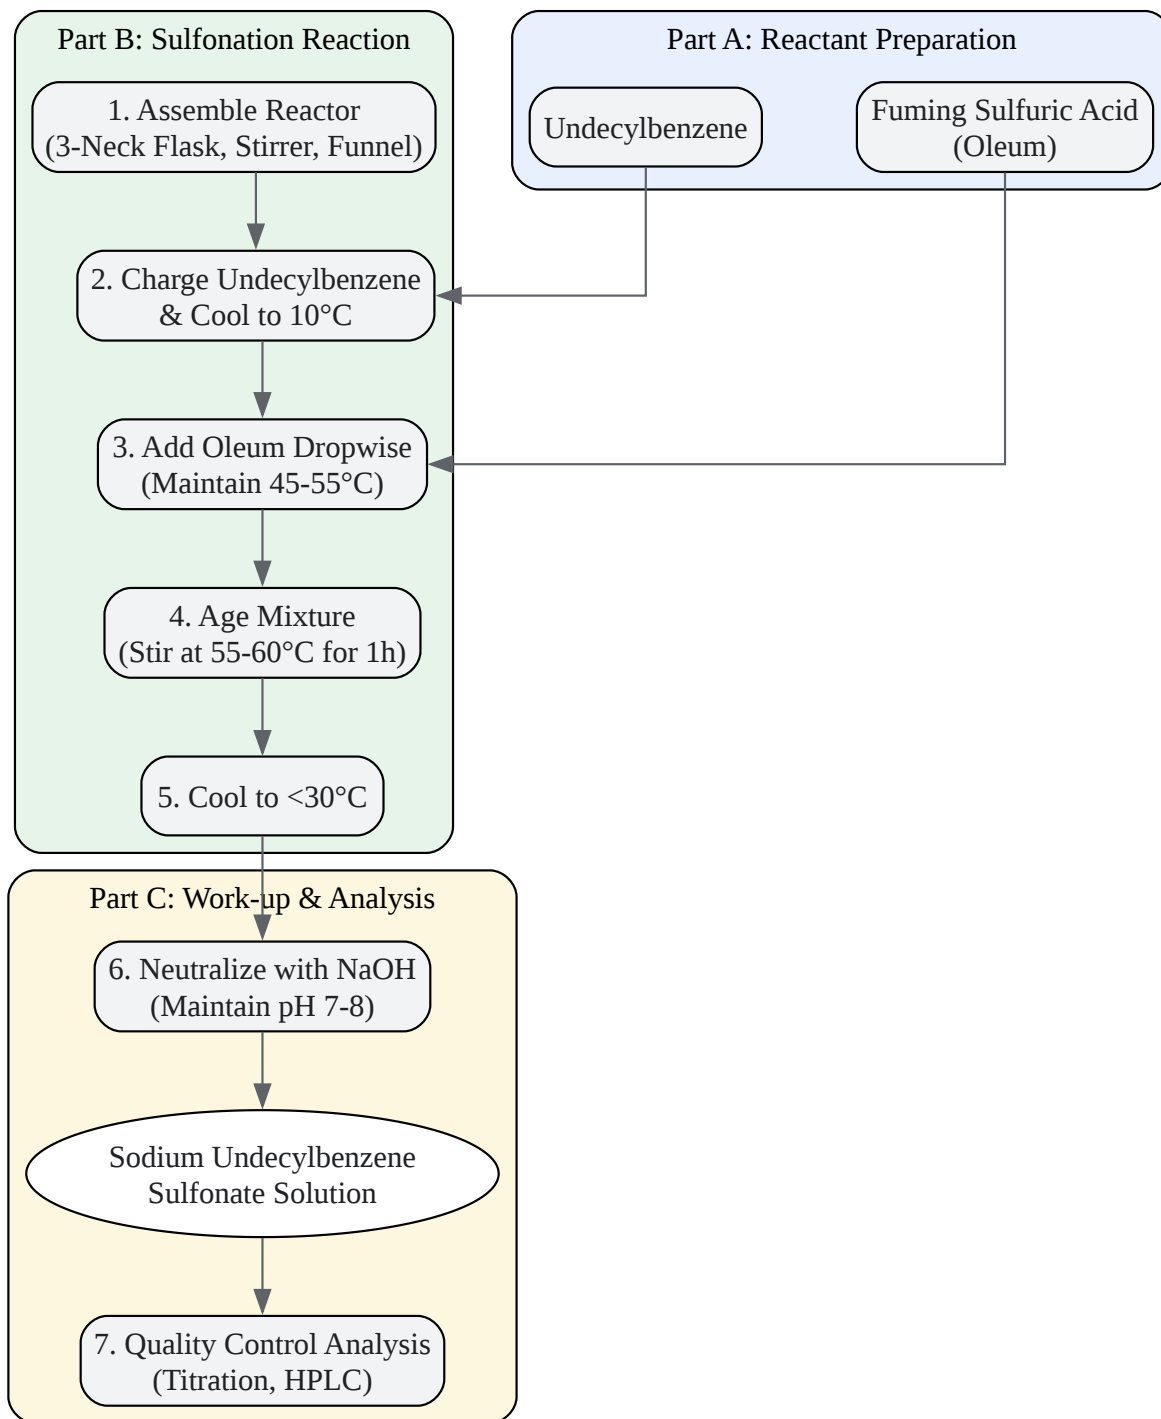 Part B: Sulfonation Reaction
1. Assemble Reactor
(3-Neck Flask, Stirrer, Funnel)
2. Charge Undecylbenzene
& Cool to 10°C
3. Add Oleum Dropwise
(Maintain 45-55°C)
4. Age Mixture
(Stir at 55-60°C for 1h)
5. Cool to <30°C
Part A: Reactant Preparation
Undecylbenzene
Fuming Sulfuric Acid
(Oleum)
Part C: Work-up & Analysis
6. Neutralize with NaOH
(Maintain pH 7-8)
Sodium Undecylbenzene
Sulfonate Solution
7. Quality Control Analysis
(Titration, HPLC)